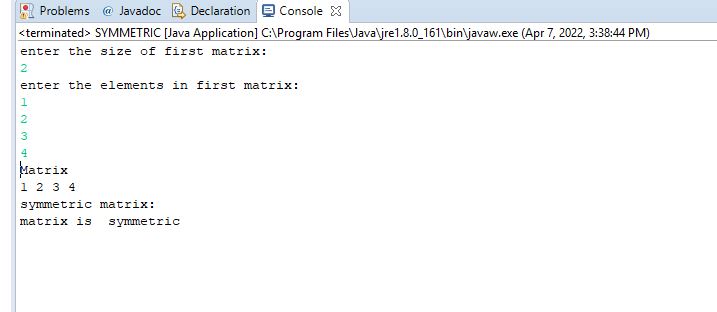 Problems @ Javadoc Declaration Console
<terminated> SYMMETRIC [Java Application] C:\Program Files\Java\jre1.8.0_161\bin\javaw.exe (Apr 7, 2022, 3:38:44 PM)
enter the size of first matrix:
2
enter the elements in first matrix:
1
2
3
4
Matrix
1 2 3 4
symmetric matrix:
matrix is  symmetric